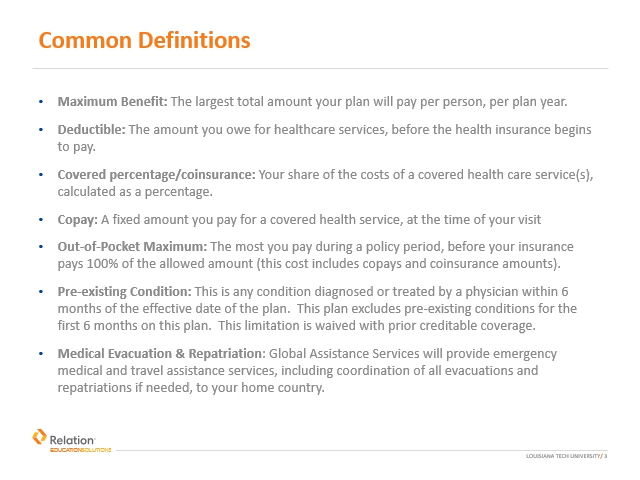 Common Definitions
• Maximum Benefit: The largest total amount your plan will pay per person, per plan year.
• Deductible: The amount you owe for healthcare services, before the health insurance begins
to pay.
• Covered percentage/coinsurance: Your share of the costs of a covered health care service(s),
calculated as a percentage.
• Copay: A fixed amount you pay for a covered health service, at the time of your visit
• Out-of-Pocket Maximum: The most you pay during a policy period, before your insurance
pays 100% of the allowed amount (this cost includes copays and coinsurance amounts).
• Pre-existing Condition: This is any condition diagnosed or treated by a physician within 6
months of the effective date of the plan.  This plan excludes pre-existing conditions for the
first 6 months on this plan.  This limitation is waived with prior creditable coverage.
• Medical Evacuation & Repatriation: Global Assistance Services will provide emergency
medical and travel assistance services, including coordination of all evacuations and
repatriations if needed, to your home country.
Relation
EDUCATIONSOLUTIONS
LOUISIANA TECH UNIVERSITY/ 3